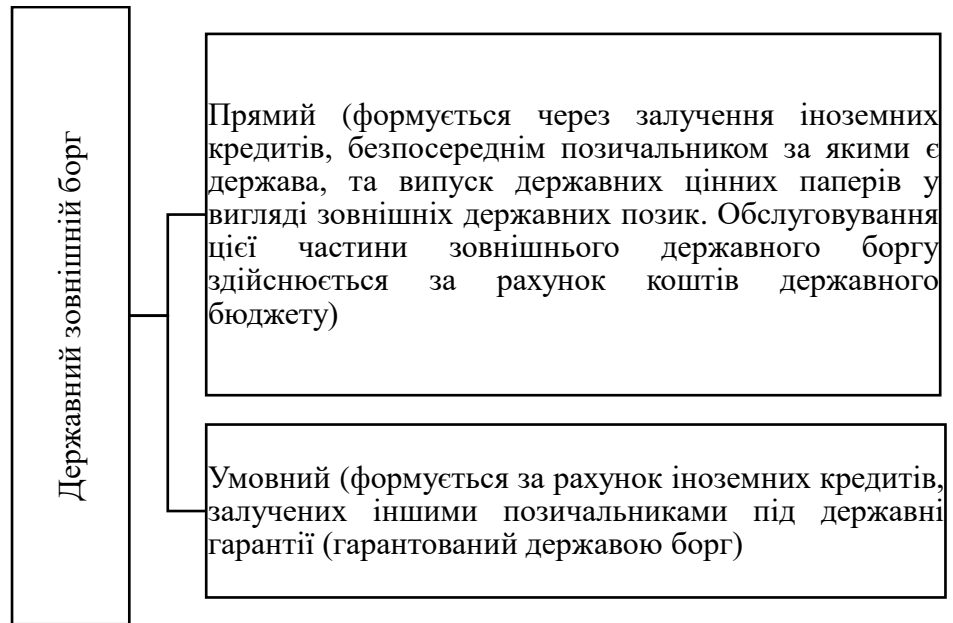 Державний зовнішній борг
Прямий (формується через залучення іноземних
кредитів, безпосереднім позичальником за якими є
держава, та випуск державних цінних паперів у
вигляді зовнішніх державних позик. Обслуговування
цієї частини зовнішнього державного боргу
здійснюється за рахунок коштів державного
бюджету)
Умовний (формується за рахунок іноземних кредитів,
залучених іншими позичальниками під державні
гарантії (гарантований державою борг)